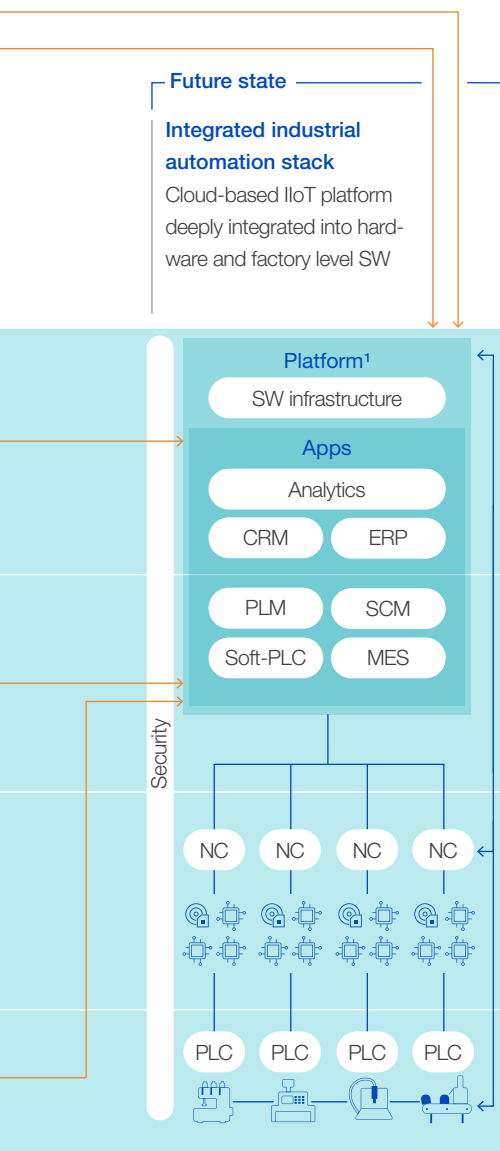 Future state
Integrated industrial
automation stack
Cloud-based IIoT platform
deeply integrated into hard-
ware and factory level SW
Platform¹
SW infrastructure
Apps
Analytics
CRM ERP
PLM SCM
Soft-PLC MES
Security
NC NC NC NC
PLC PLC PLC PLC